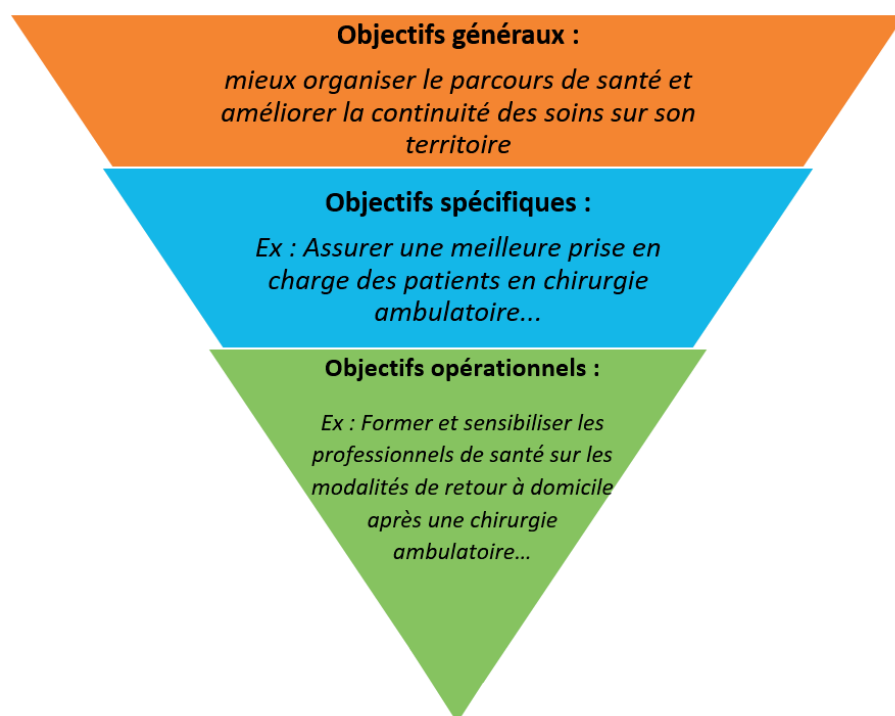 Objectifs généraux :
mieux organiser le parcours de santé et
améliorer la continuité des soins sur son
territoire
Objectifs spécifiques :
Ex : Assurer une meilleure prise en
charge des patients en chirurgie
ambulatoire...
Objectifs opérationnels :
Ex : Former et sensibiliser les
professionnels de santé sur les
modalités de retour à domicile
après une chirurgie
ambulatoire…